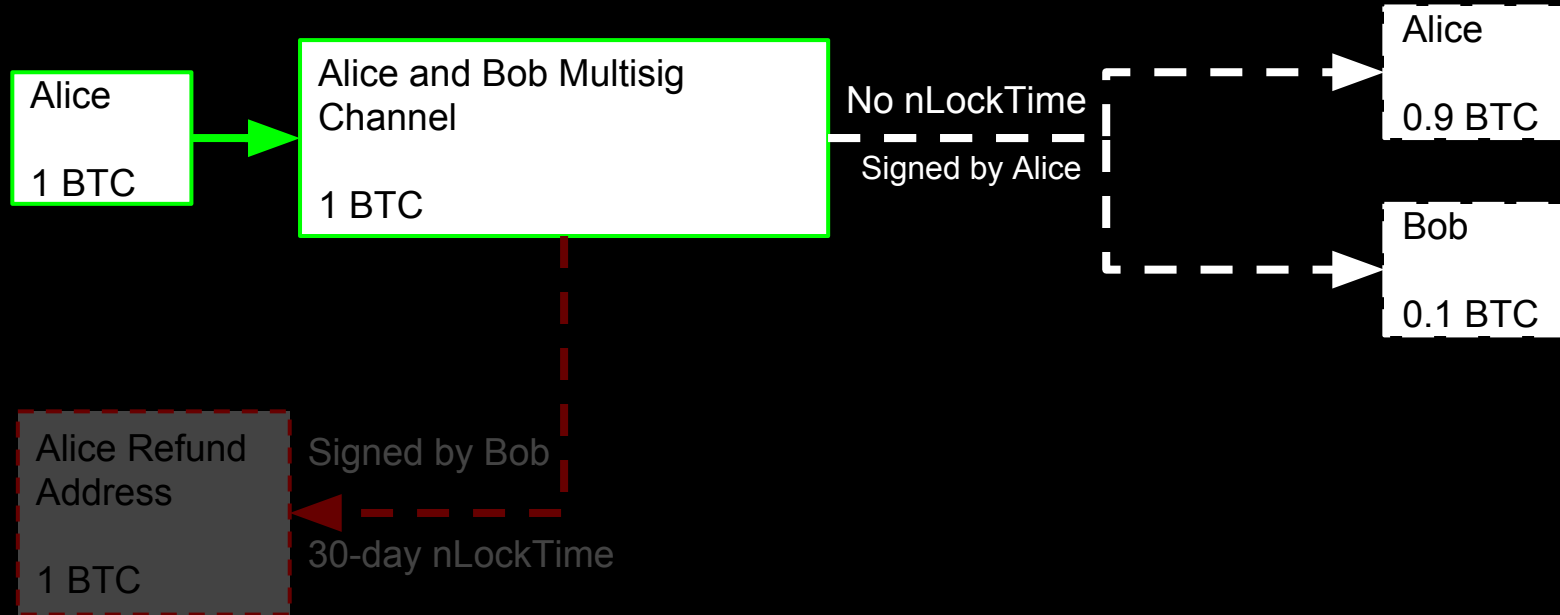 Alice
1 BTC
Alice and Bob Multisig
Channel
1 BTC
No nLockTime
Signed by Alice
Alice
0.9 BTC
Bob
0.1 BTC
Alice Refund
Address
1 BTC
Signed by Bob
30-day nLockTime